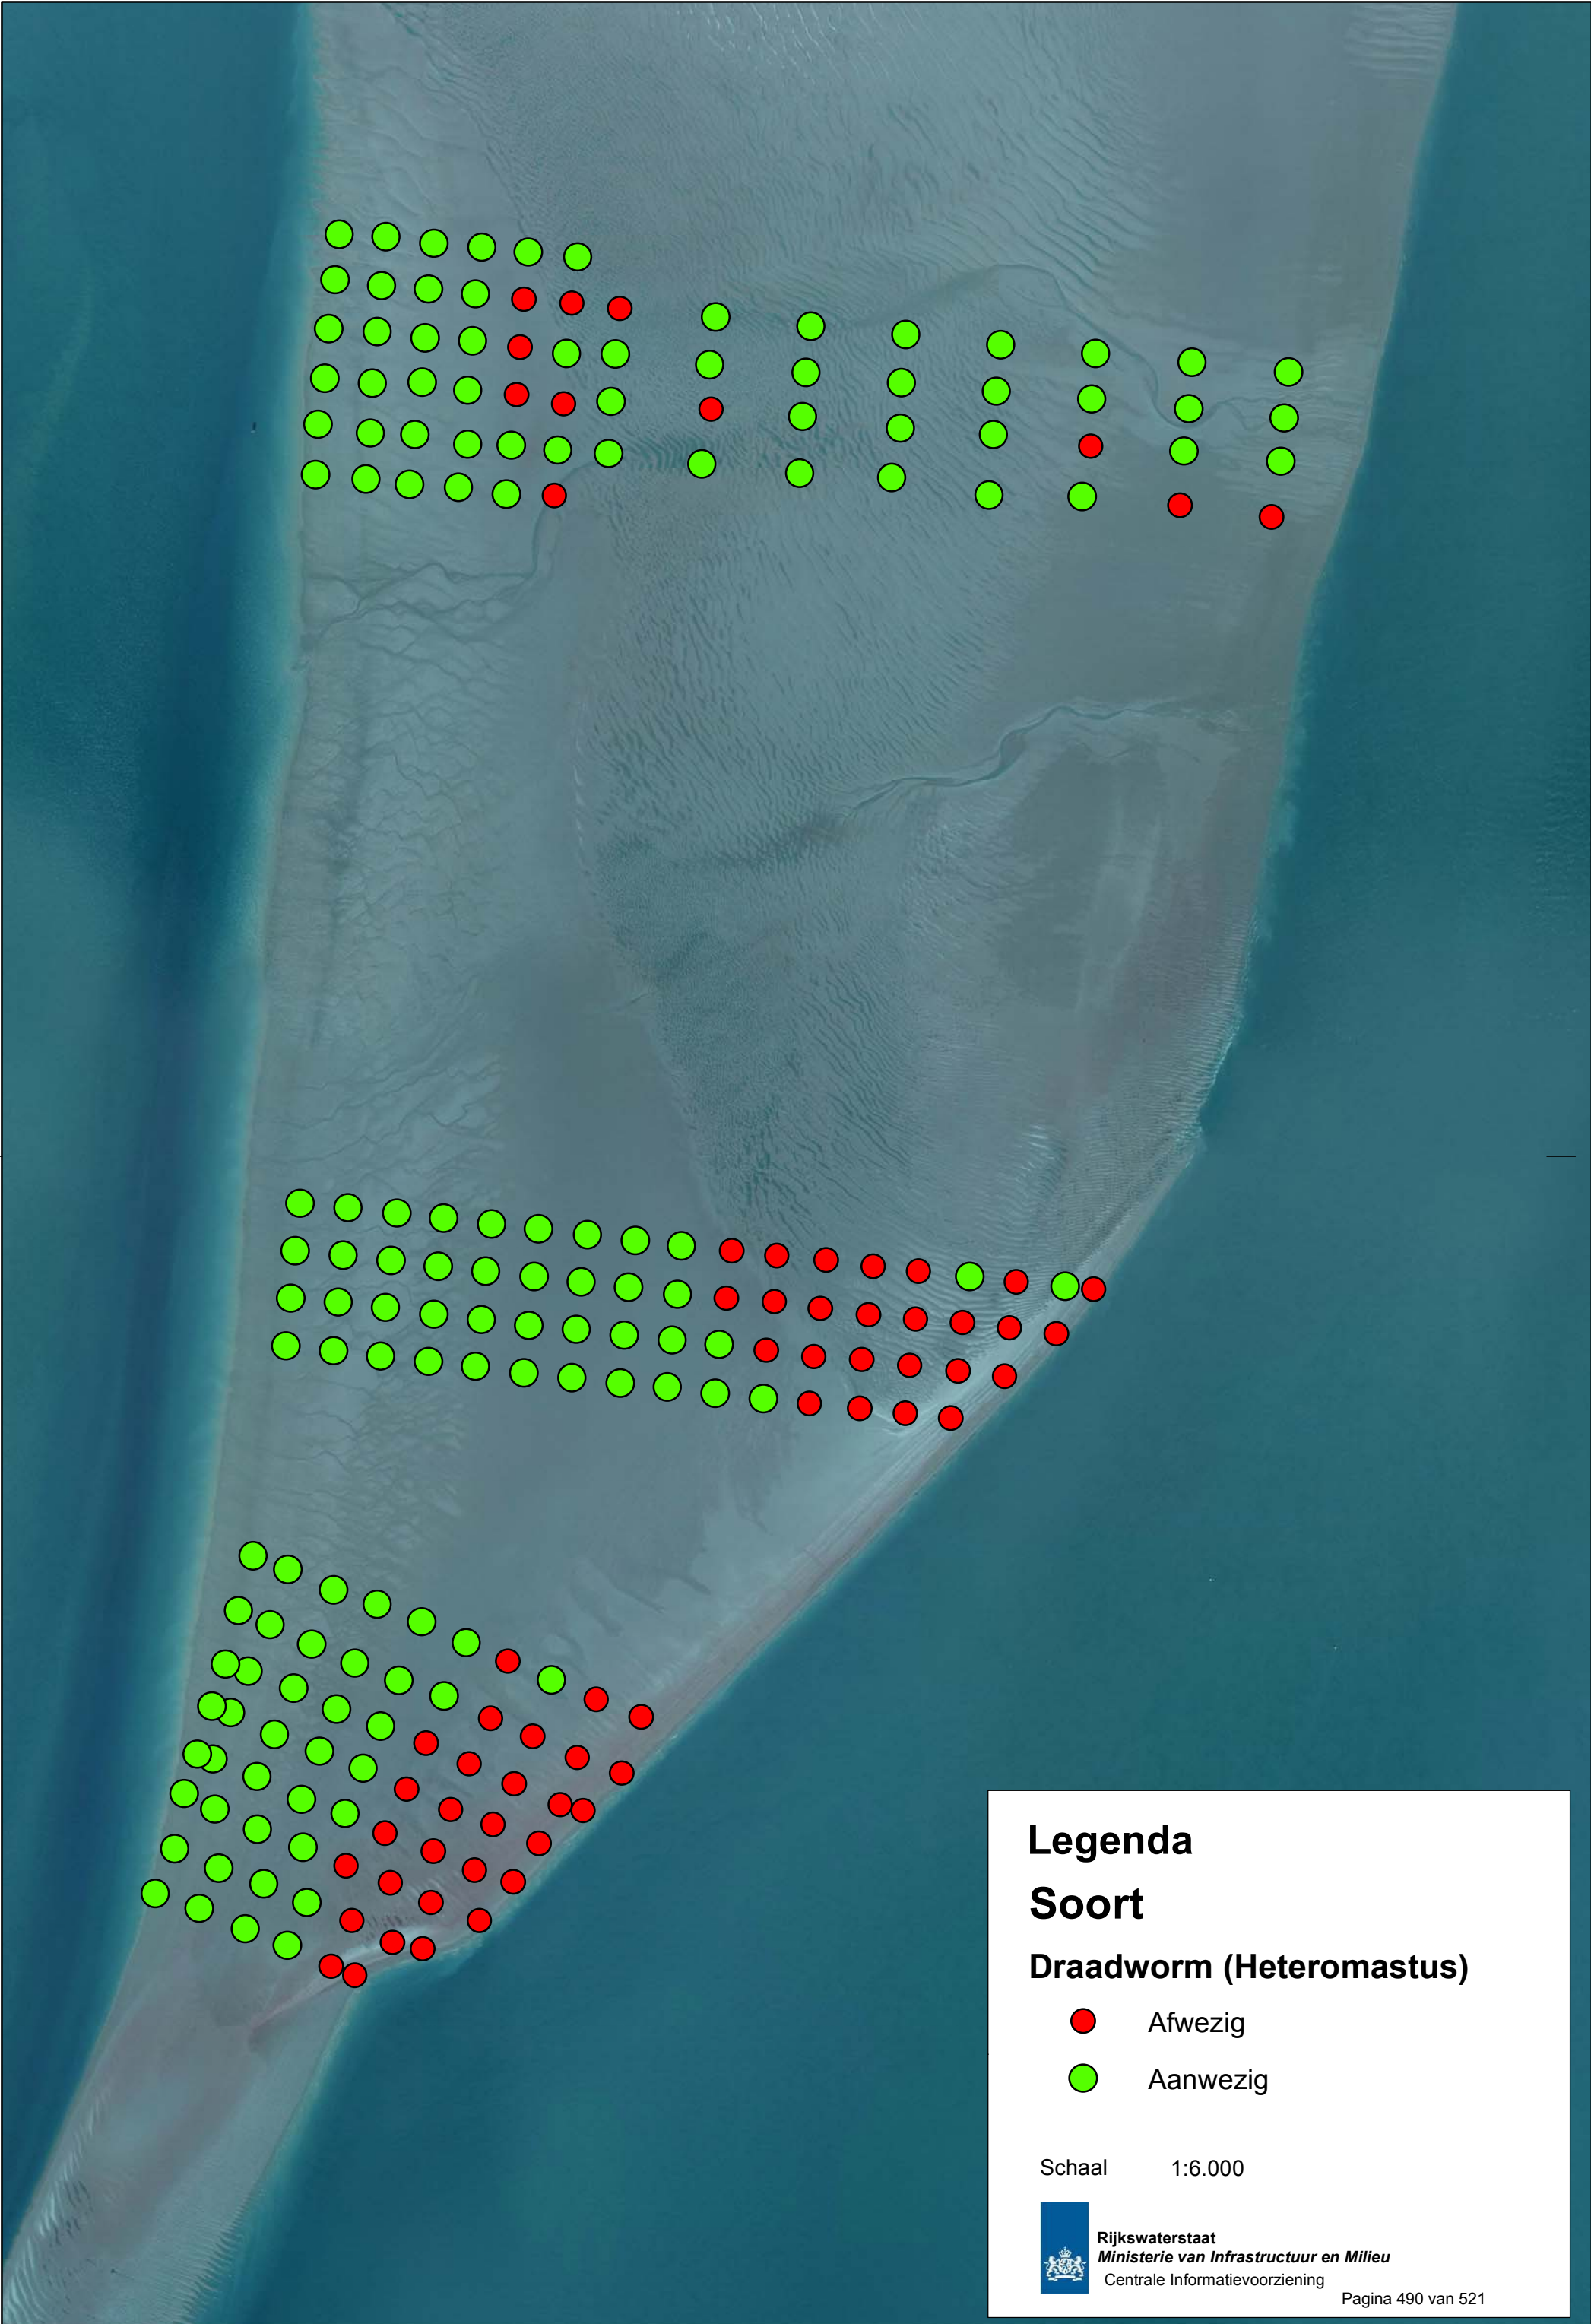 Legenda
Soort
Draadworm (Heteromastus)
Afwezig
Aanwezig
Schaal 1:6.000
Rijkswaterstaat
Ministerie van Infrastructuur en Milieu
Centrale Informatievoorziening
Pagina 490 van 521